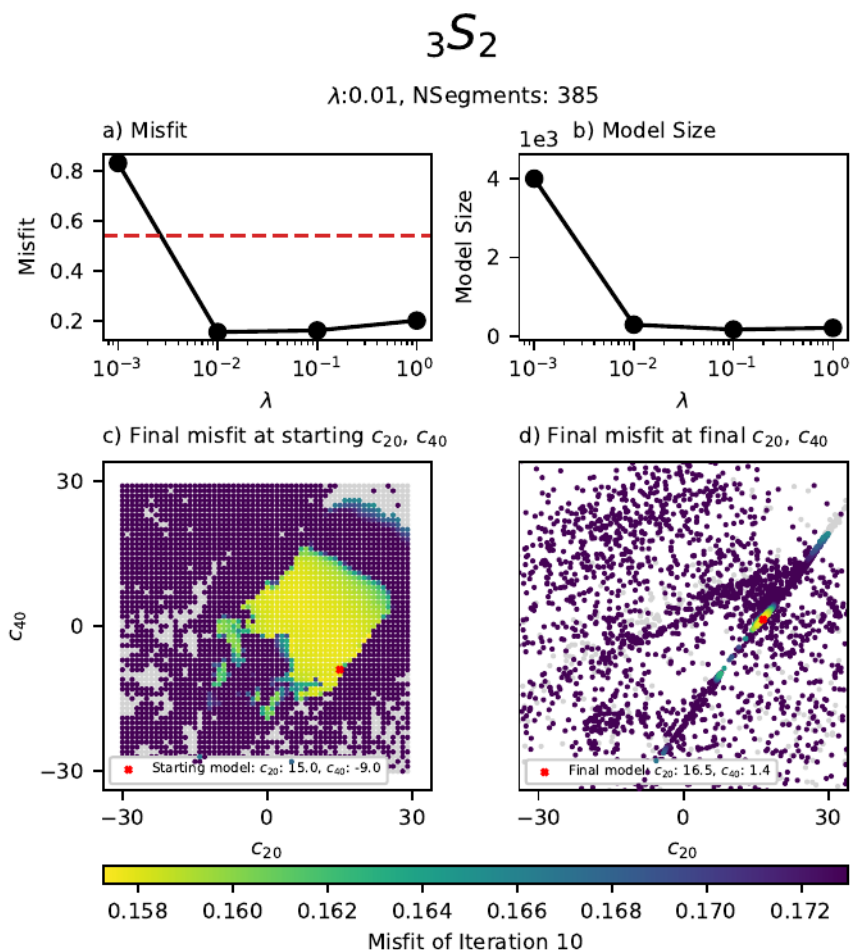 ₃S₂
λ:0.01, NSegments: 385
a) Misfit
b) Model Size
1e3
Misfit
0.8
0.6
0.4
0.2
10⁻³ 10⁻² 10⁻¹ 10⁰
λ
Model Size
4
2
0
10⁻³ 10⁻² 10⁻¹ 10⁰
λ
c) Final misfit at starting c₂₀, c₄₀
d) Final misfit at final c₂₀, c₄₀
c₄₀
30
0
−30
Starting model: c₂₀: 15.0, c₄₀: -9.0
Final model, c₂₀: 16.5, c₄₀: 1.4
−30 0 30
c₂₀
−30 0 30
c₂₀
0.158 0.160 0.162 0.164 0.166 0.168 0.170 0.172
Misfit of Iteration 10